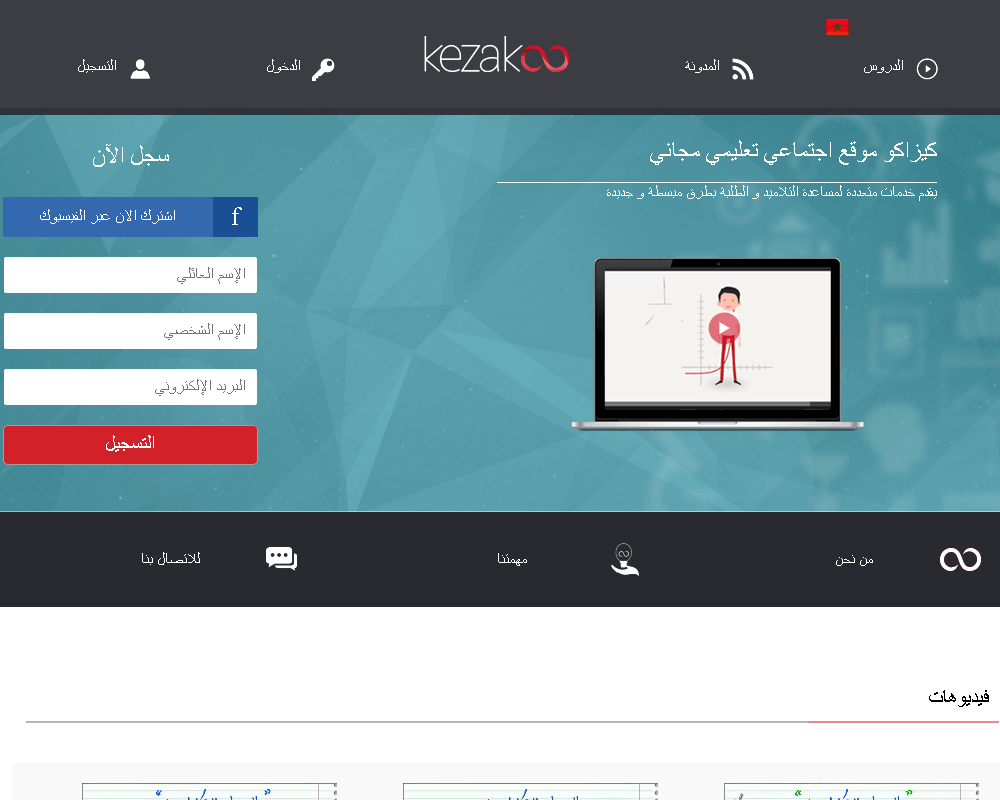 الدروس
المدونة
kezakoo
الدخول
التسجيل
كيزاكو موقع اجتماعي تعليمي مجاني
يقدم خدمات متعددة لمساعدة التلاميذ و الطلبة بطرق مبسطة و جديدة
سجل الآن
f اشترك الان عبر الفيسبوك
الإسم العائلي
الإسم الشخصي
البريد الإلكتروني
التسجيل
من نحن
مهمتنا
للاتصال بنا
فيديوهات